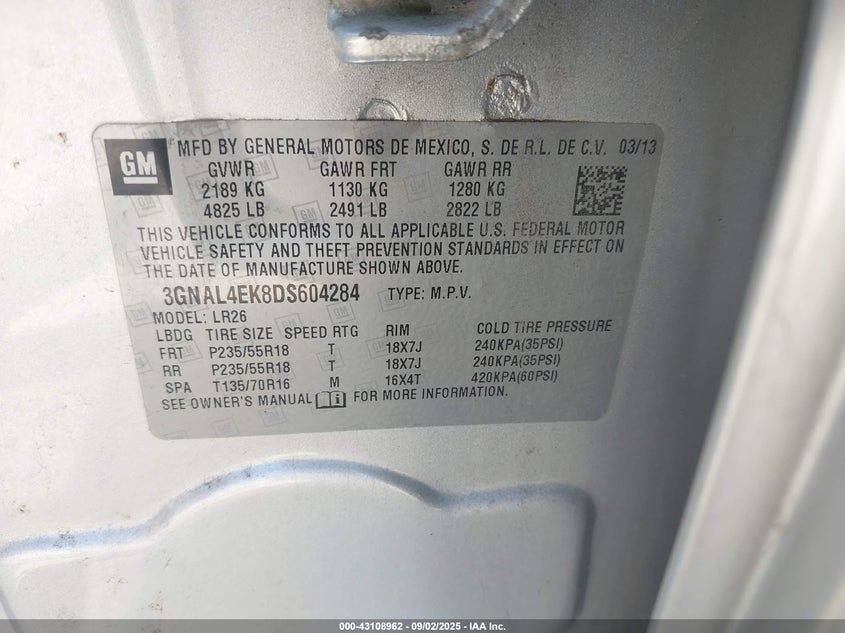 GM
MFD BY GENERAL MOTORS DE MEXICO, S. DE R.L. DE C.V. 03/13
GVWR GAWR FRT GAWR RR
2189 KG 1130 KG 1280 KG
4825 LB 2491 LB 2822 LB
THIS VEHICLE CONFORMS TO ALL APPLICABLE U.S. FEDERAL MOTOR
VEHICLE SAFETY AND THEFT PREVENTION STANDARDS IN EFFECT ON
THE DATE OF MANUFACTURE SHOWN ABOVE.
3GNAL4EK8DS604284 TYPE: M.P.V.
MODEL: LR26
LBDG TIRE SIZE SPEED RTG RIM COLD TIRE PRESSURE
FRT P235/55R18 T 18X7J 240KPA(35PSI)
RR P235/55R18 T 18X7J 240KPA(35PSI)
SPA T135/70R16 M 16X4T 420KPA(60PSI)
SEE OWNER'S MANUAL i FOR MORE INFORMATION.
000-43108962 - 09/02/2025 - IAA Inc.